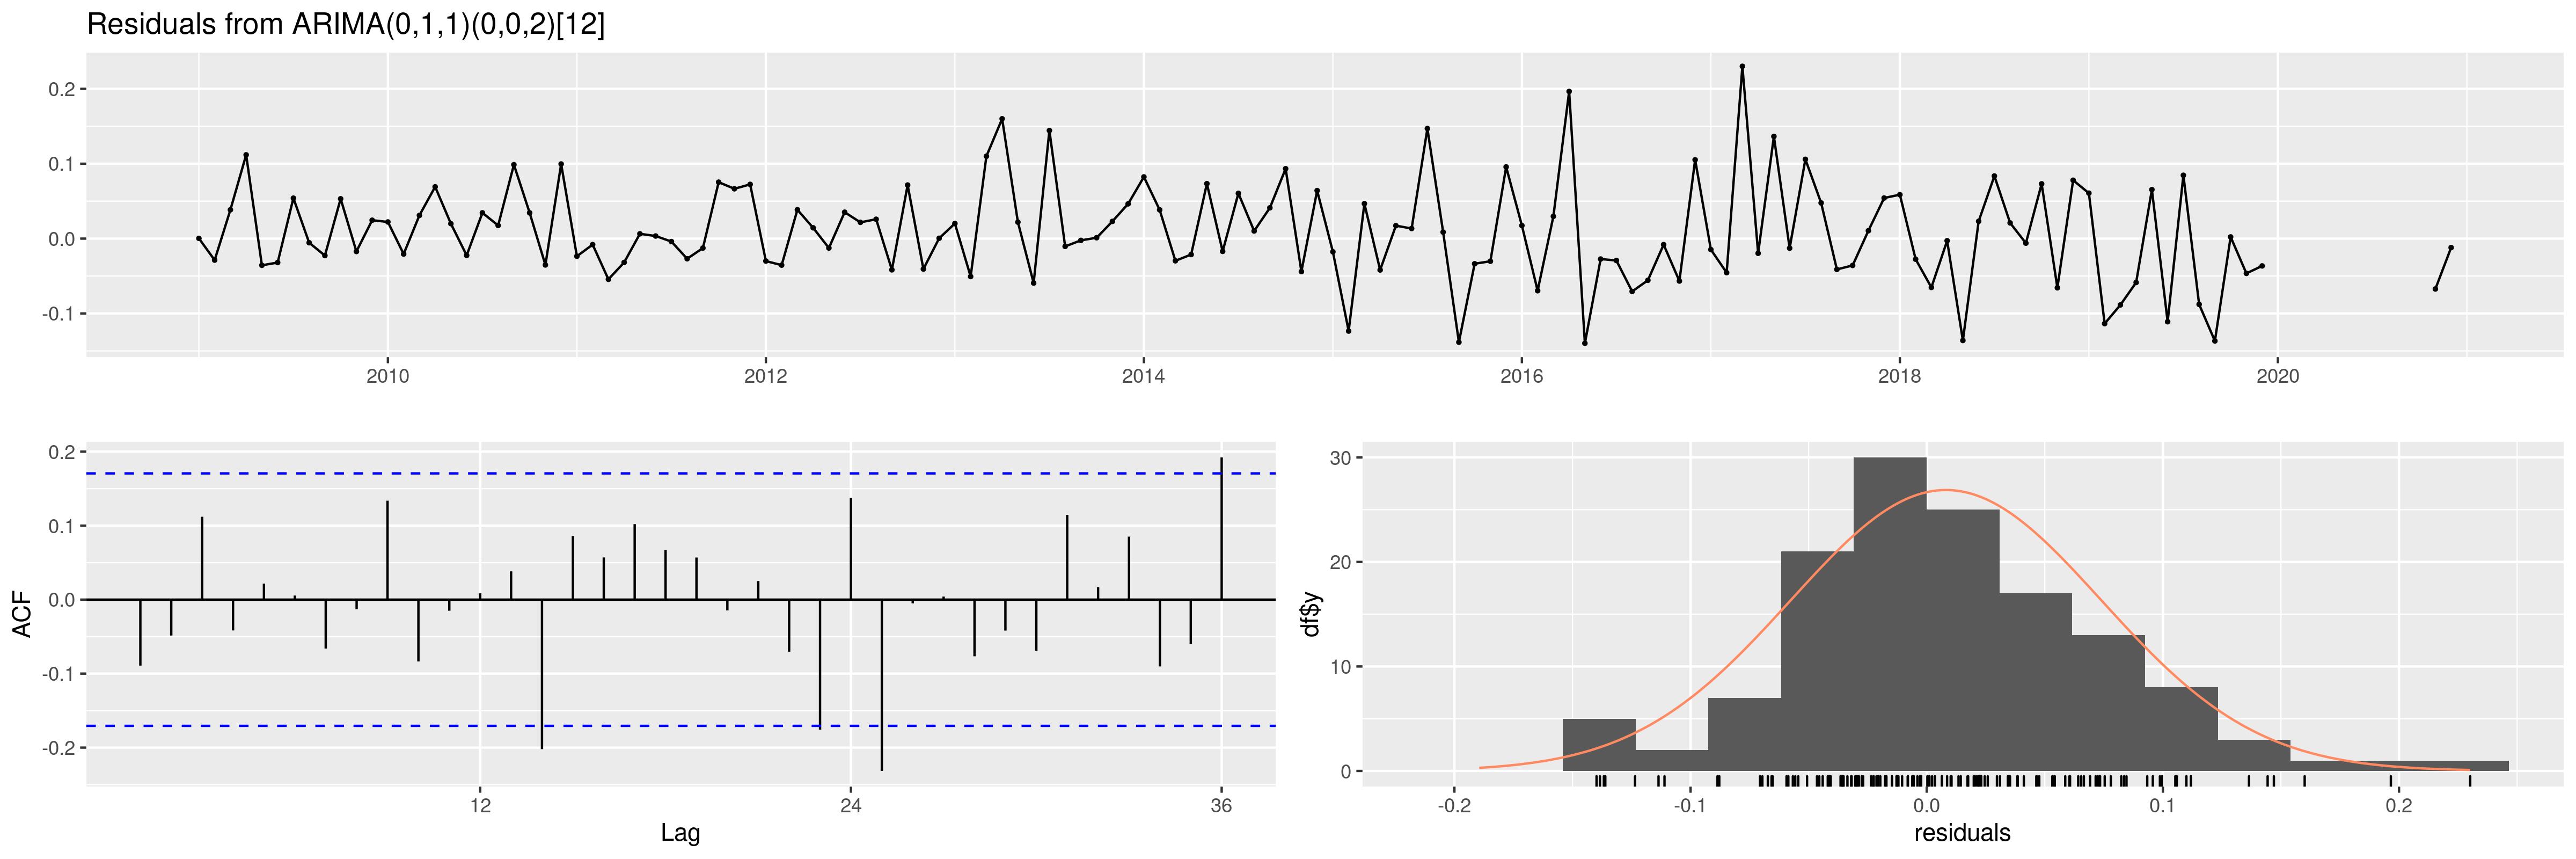 Residuals from ARIMA(0,1,1)(0,0,2)[12]
0.2
0.1
0.0
-0.1
2010 2012 2014 2016 2018 2020
ACF
0.2
0.1
0.0
-0.1
-0.2
12 24 36
Lag
df$y
30
20
10
0
-0.2 -0.1 0.0 0.1 0.2
residuals